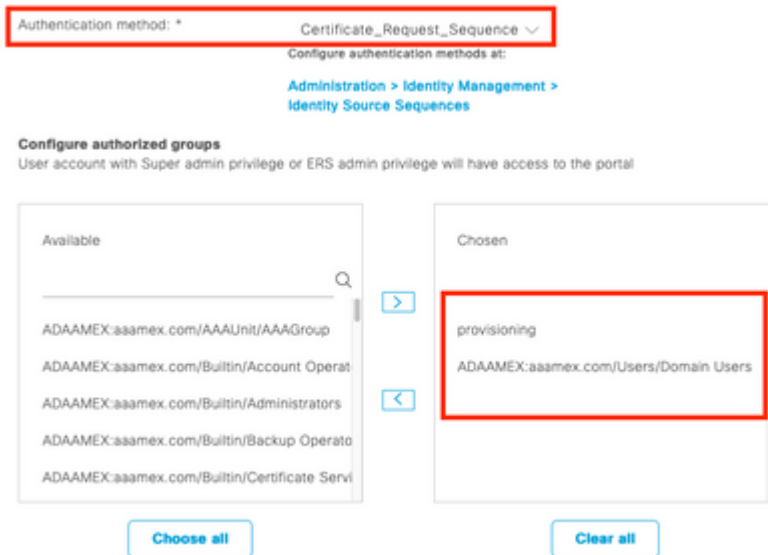 Authentication method: *
Certificate_Request_Sequence
Configure authentication methods at:
Administration > Identity Management >
Identity Source Sequences
Configure authorized groups
User account with Super admin privilege or ERS admin privilege will have access to the portal
Available
ADAAMEX:aaamex.com/AAAUnit/AAAGroup
ADAAMEX:aaamex.com/Builtin/Account Operat
ADAAMEX:aaamex.com/Builtin/Administrators
ADAAMEX:aaamex.com/Builtin/Backup Operato
ADAAMEX:aaamex.com/Builtin/Certificate Servi
Choose all
>
<
Chosen
provisioning
ADAAMEX:aaamex.com/Users/Domain Users
Clear all